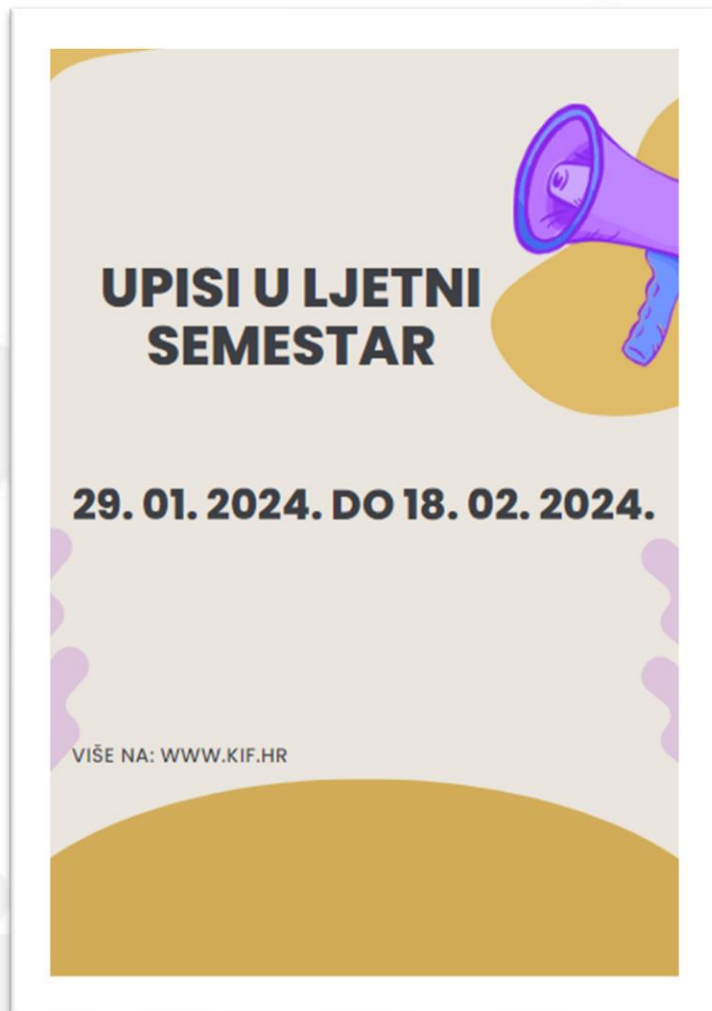 UPISI U LJETNI
SEMESTAR
29. 01. 2024. DO 18. 02. 2024.
VIŠE NA: WWW.KIF.HR